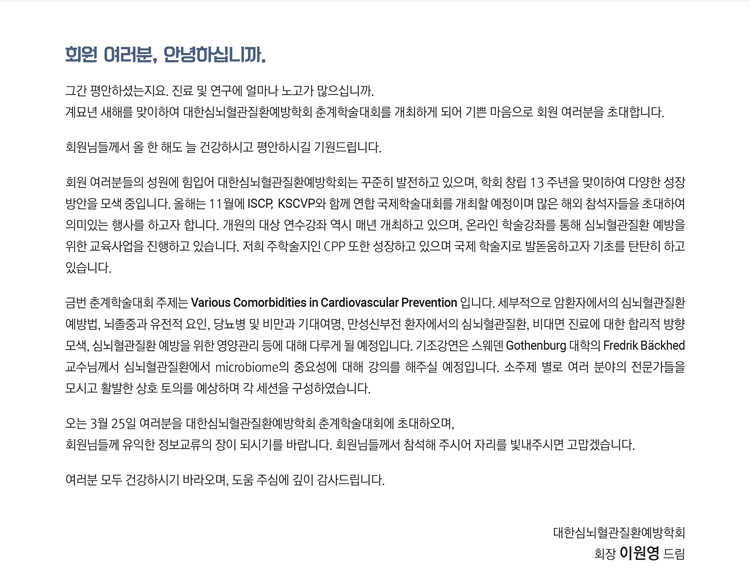 회원 여러분, 안녕하십니까.
그간 평안하셨는지요. 진료 및 연구에 얼마나 노고가 많으십니까.
계묘년 새해를 맞이하여 대한심뇌혈관질환예방학회 춘계학술대회를 개최하게 되어 기쁜 마음으로 회원 여러분을 초대합니다.
회원님들께서 올 한 해도 늘 건강하시고 평안하시길 기원드립니다.
회원 여러분들의 성원에 힘입어 대한심뇌혈관질환예방학회는 꾸준히 발전하고 있으며, 학회 창립 13 주년을 맞이하여 다양한 성장
방안을 모색 중입니다. 올해는 11월에 ISCP, KSCVP와 함께 연합 국제학술대회를 개최할 예정이며 많은 해외 참석자들을 초대하여
의미있는 행사를 하고자 합니다. 개원의 대상 연수강좌 역시 매년 개최하고 있으며, 온라인 학술강좌를 통해 심뇌혈관질환 예방을
위한 교육사업을 진행하고 있습니다. 저희 주학술지인 CPP 또한 성장하고 있으며 국제 학술지로 발돋움하고자 기초를 탄탄히 하고
있습니다.
금번 춘계학술대회 주제는 Various Comorbidities in Cardiovascular Prevention 입니다. 세부적으로 암환자에서의 심뇌혈관질환
예방법, 뇌졸중과 유전적 요인, 당뇨병 및 비만과 기대여명, 만성신부전 환자에서의 심뇌혈관질환, 비대면 진료에 대한 합리적 방향
모색, 심뇌혈관질환 예방을 위한 영양관리 등에 대해 다루게 될 예정입니다. 기조강연은 스웨덴 Gothenburg 대학의 Fredrik Bäckhed
교수님께서 심뇌혈관질환에서 microbiome의 중요성에 대해 강의를 해주실 예정입니다. 소주제 별로 여러 분야의 전문가들을
모시고 활발한 상호 토의를 예상하며 각 세션을 구성하였습니다.
오는 3월 25일 여러분을 대한심뇌혈관질환예방학회 춘계학술대회에 초대하오며,
회원님들께 유익한 정보교류의 장이 되시기를 바랍니다. 회원님들께서 참석해 주시어 자리를 빛내주시면 고맙겠습니다.
여러분 모두 건강하시기 바라오며, 도움 주심에 깊이 감사드립니다.
대한심뇌혈관질환예방학회
회장 이원영 드림